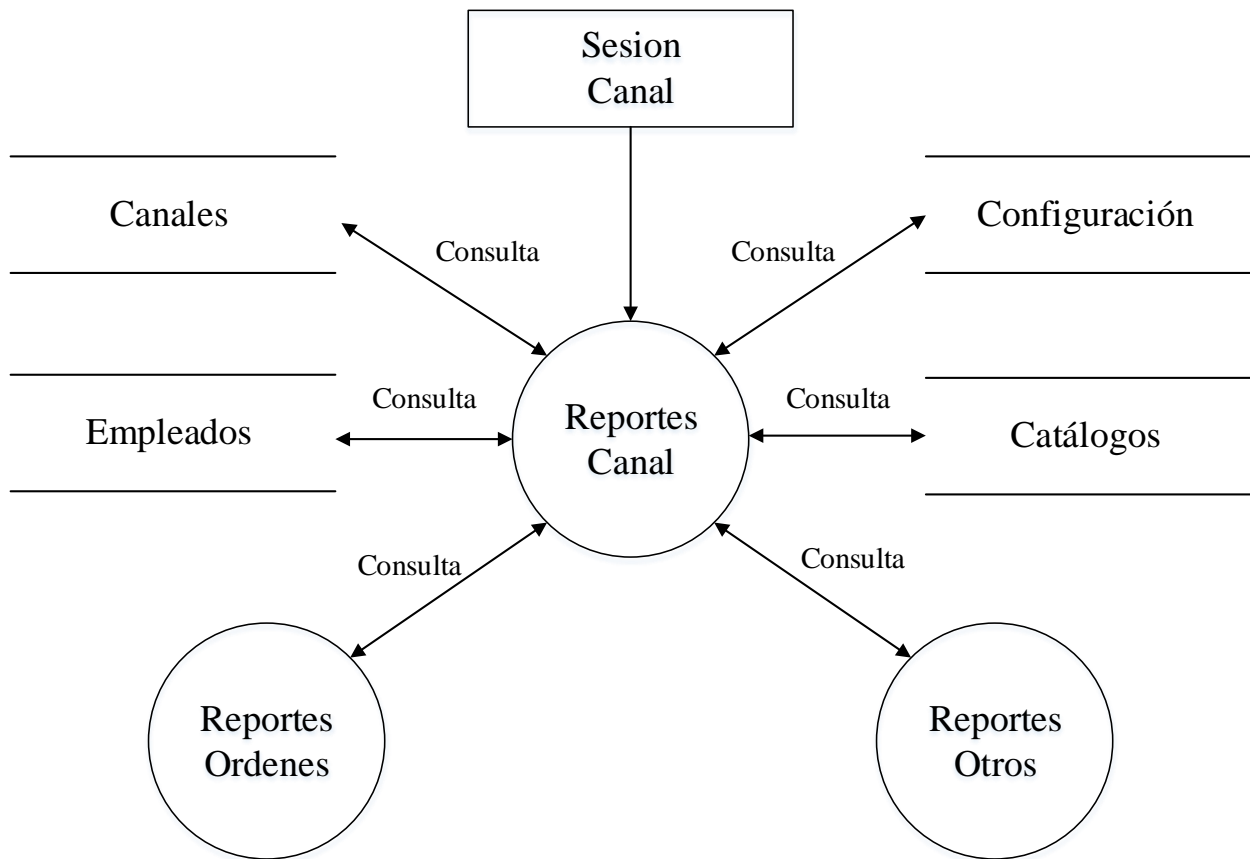 Sesion
Canal
Canales
Consulta
Consulta
Configuración
Empleados
Consulta
Reportes
Canal
Consulta
Catálogos
Consulta
Consulta
Reportes
Ordenes
Reportes
Otros